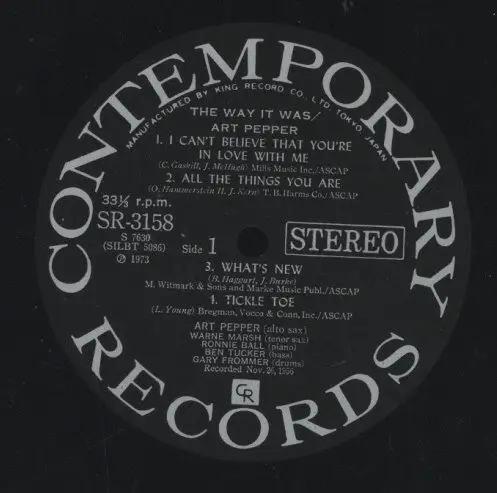 CONTEMPORARY
MANUFACTURED BY KING RECORD CO., LTD, TOKYO, JAPAN
THE WAY IT WAS/
ART PEPPER
1. I CAN'T BELIEVE THAT YOU'RE
IN LOVE WITH ME
(C. Gaskill, J. McHugh) Mills Music Inc./ASCAP
2. ALL THE THINGS YOU ARE
(O. Hammerstein II. J. Kern) T. B. Harms Co./ASCAP
33⅓ r.p.m.
SR-3158
S 7630
(SILBT 5086) Side 1
STEREO
℗ 1973
3. WHAT'S NEW
(B. Haggart, J. Burke)
M. Witmark & Sons and Marke Music Publ./ASCAP
4. TICKLE TOE
(L. Young) Bregman, Vocco & Conn, Inc./ASCAP
ART PEPPER (alto sax)
WARNE MARSH (tenor sax)
RONNIE BALL (piano)
BEN TUCKER (bass)
GARY FROMMER (drums)
Recorded Nov. 26, 1956
CR
RECORDS